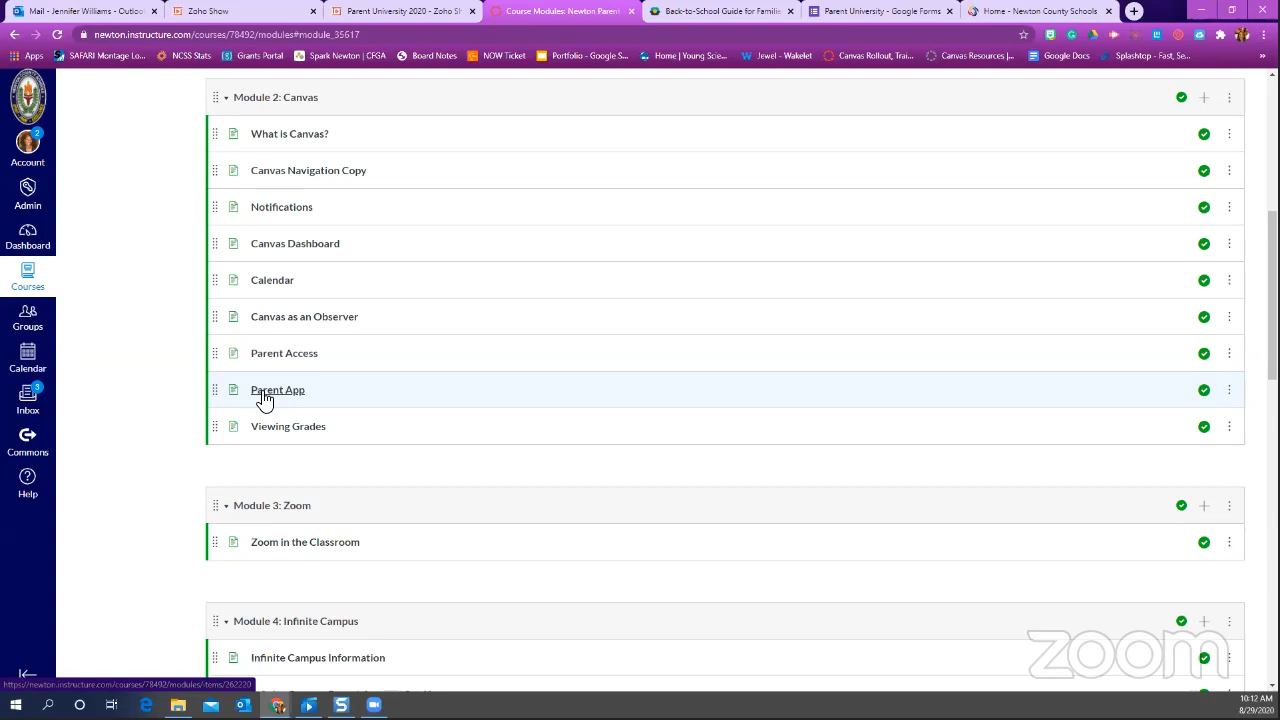 Mail - Jennifer Williams - Outlook
Zoho Show
Parent University 2020 - Zoho S
Course Modules: Newton Parent
Back-to-School Guide for Familie
Parent University - Google Forms
Home - Newton County Schools
newton.instructure.com/courses/78492/modules#module_35617
Apps
SAFARI Montage Lo...
NCSS Stats
Grants Portal
Spark Newton | CFGA
Board Notes
NOW Ticket
Portfolio - Google S...
Home | Young Scie...
Jewel - Wakelet
Canvas Rollout, Trai...
Canvas Resources |...
Google Docs
Splashtop - Fast, Se...
2
Account
Admin
Dashboard
Courses
Groups
Calendar
3
Inbox
Commons
Help
Module 2: Canvas
What is Canvas?
Canvas Navigation Copy
Notifications
Canvas Dashboard
Calendar
Canvas as an Observer
Parent Access
Parent App
Viewing Grades
Module 3: Zoom
Zoom in the Classroom
Module 4: Infinite Campus
Infinite Campus Information
zoom
https://newton.instructure.com/courses/78492/modules/items/262220
10:12 AM
8/29/2020